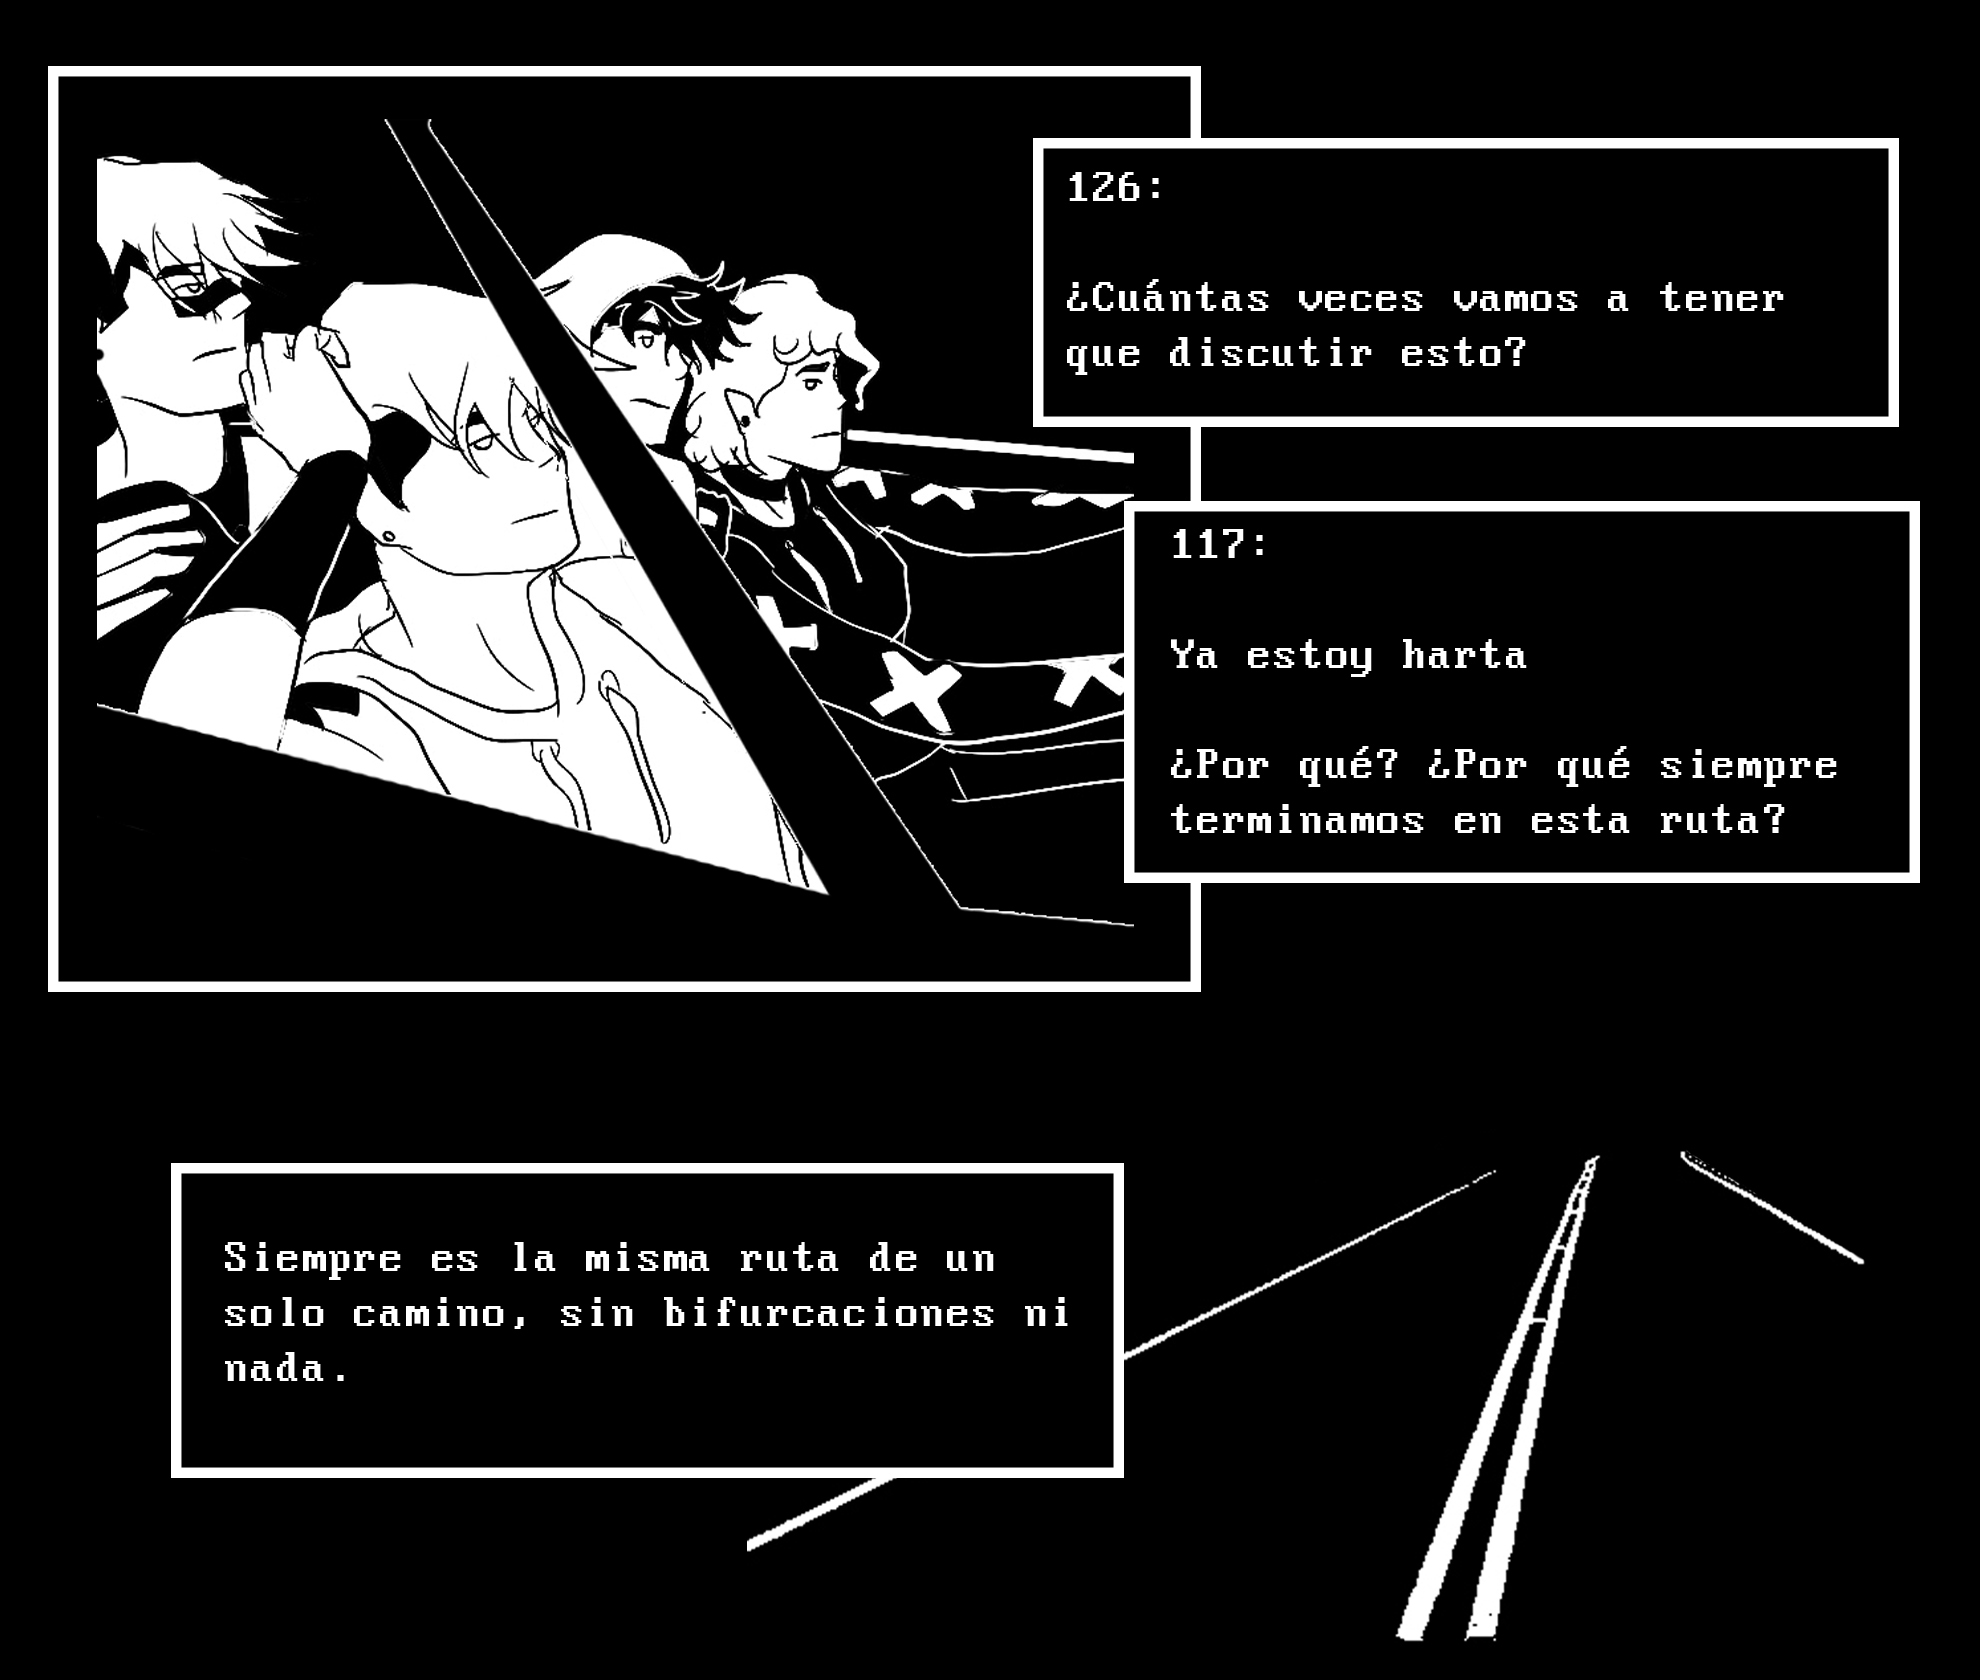 126:
¿Cuántas veces vamos a tener
que discutir esto?
117:
Ya estoy harta
¿Por qué? ¿Por qué siempre
terminamos en esta ruta?
Siempre es la misma ruta de un
solo camino, sin bifurcaciones ni
nada.